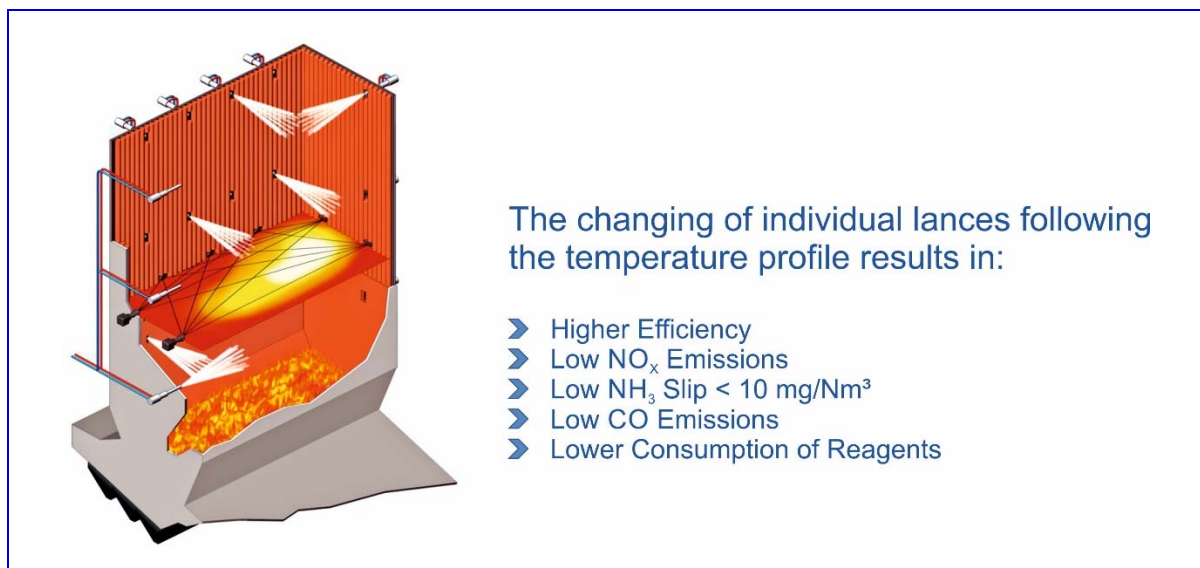 The changing of individual lances following
the temperature profile results in:
Higher Efficiency
Low NOₓ Emissions
Low NH₃ Slip < 10 mg/Nm³
Low CO Emissions
Lower Consumption of Reagents